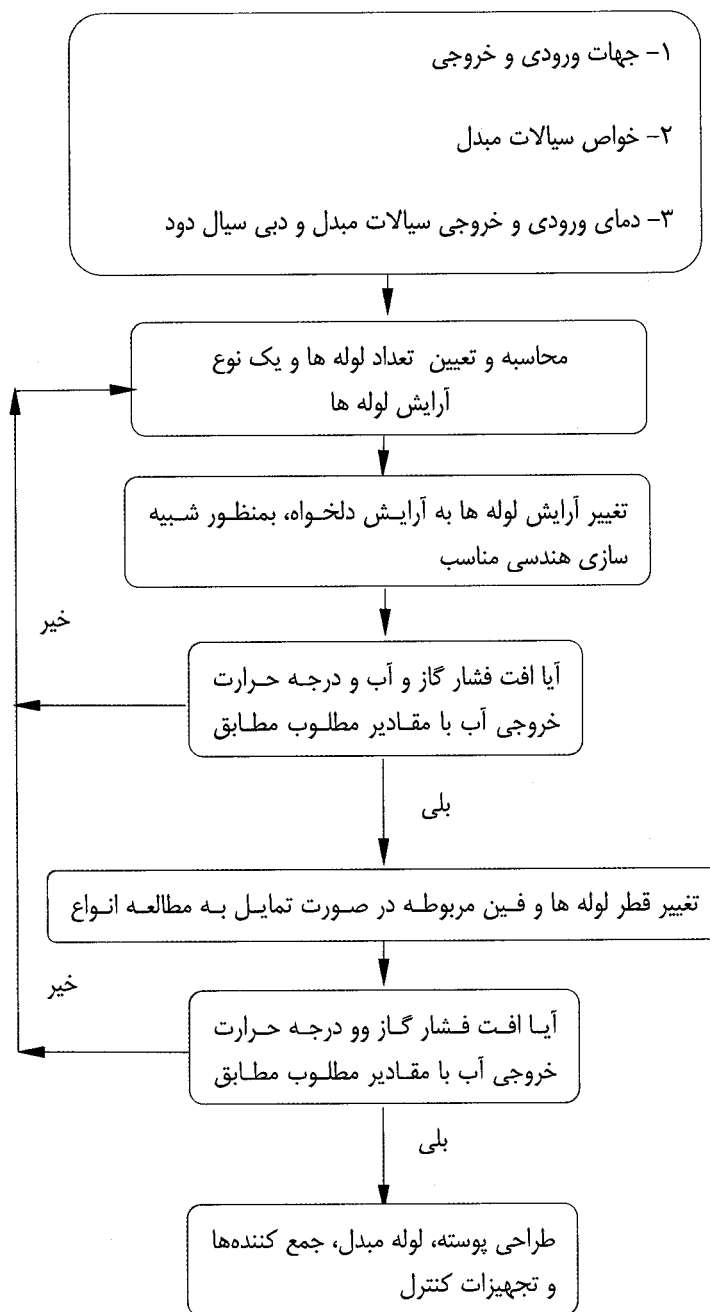 ۱- جهات ورودی و خروجی
۲- خواص سیالات مبدل
۳- دمای ورودی و خروجی سیالات مبدل و دبی سیال دود
محاسبه و تعیین تعداد لوله ها و یک نوع
آرایش لوله ها
تغییر آرایش لوله ها به آرایش دلخواه، بمنظور شبیه
سازی هندسی مناسب
خیر
آیا افت فشار گاز و آب و درجه حرارت
خروجی آب با مقادیر مطلوب مطابق
بلی
تغییر قطر لوله ها و فین مربوطه در صورت تمایل به مطالعه انواع
خیر
آیا افت فشار گاز وو درجه حرارت
خروجی آب با مقادیر مطلوب مطابق
بلی
طراحی پوسته، لوله مبدل، جمع کننده‌ها
و تجهیزات کنترل